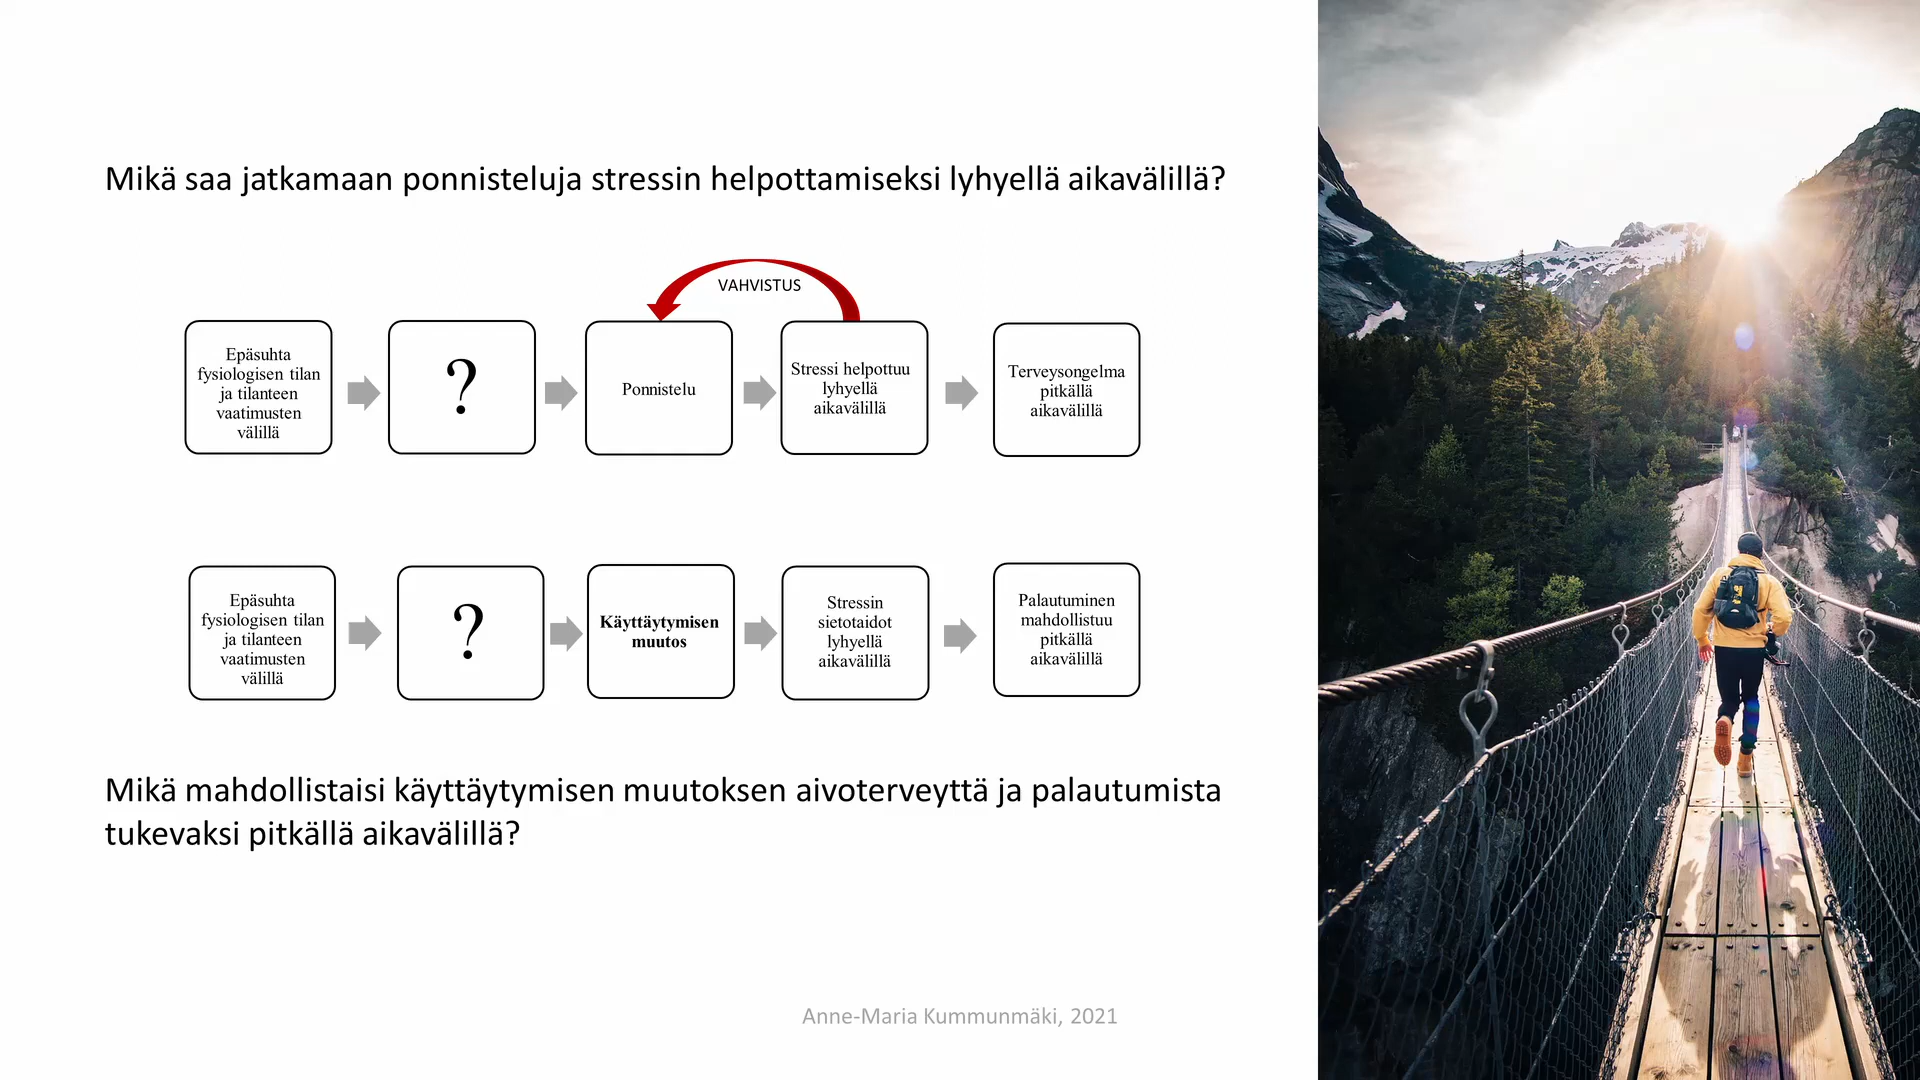 Mikä saa jatkamaan ponnisteluja stressin helpottamiseksi lyhyellä aikavälillä?
VAHVISTUS
Epäsuhta
fysiologisen tilan
ja tilanteen
vaatimusten
välillä
?
Ponnistelu
Stressi helpottuu
lyhyellä
aikavälillä
Terveysongelma
pitkällä
aikavälillä
Epäsuhta
fysiologisen tilan
ja tilanteen
vaatimusten
välillä
?
Käyttäytymisen
muutos
Stressin
sietotaidot
lyhyellä
aikavälillä
Palautuminen
mahdollistuu
pitkällä
aikavälillä
Mikä mahdollistaisi käyttäytymisen muutoksen aivoterveyttä ja palautumista
tukevaksi pitkällä aikavälillä?
Anne-Maria Kummunmäki, 2021